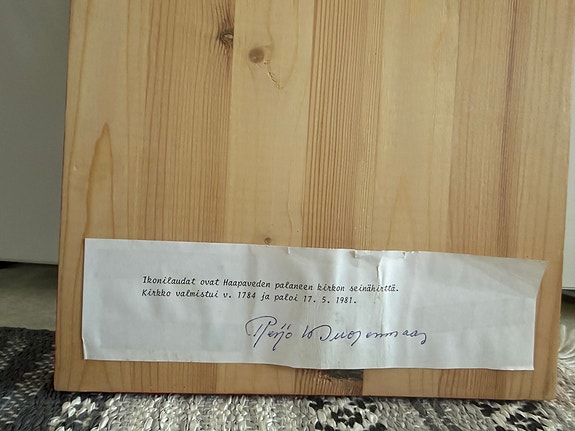 Ikonilaudat ovat Haapaveden palaneen kirkon seinähirttä.
Kirkko valmistui v. 1784 ja paloi 17. 5. 1981.